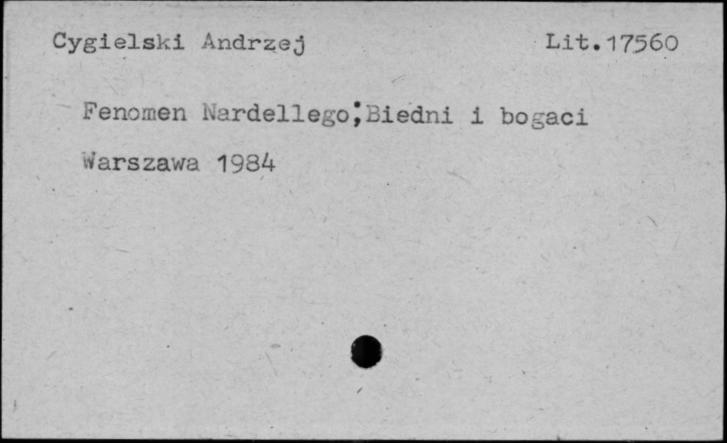 Cygielski Andrzej Lit.17560
Fenomen Nardellego;Biedni i bogaci
Warszawa 1984